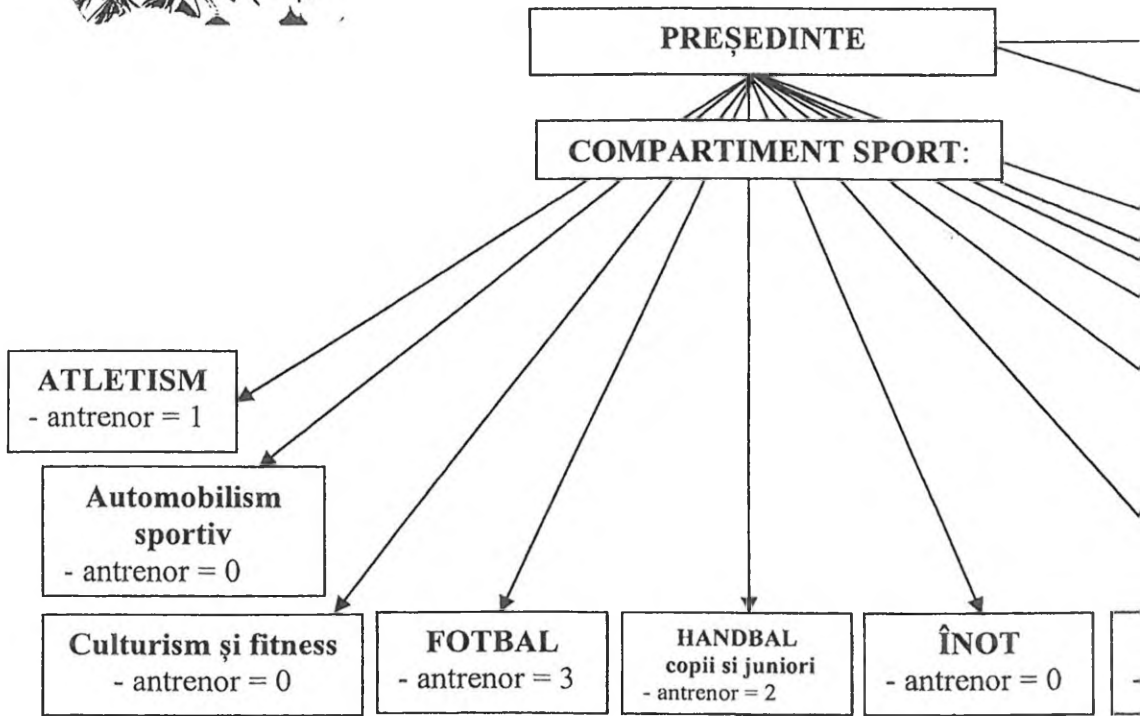 PREȘEDINTE
COMPARTIMENT SPORT:
ATLETISM
- antrenor = 1
Automobilism
sportiv
- antrenor = 0
Culturism și fitness
- antrenor = 0
FOTBAL
- antrenor = 3
HANDBAL
copii si juniori
- antrenor = 2
ÎNOT
- antrenor = 0
-